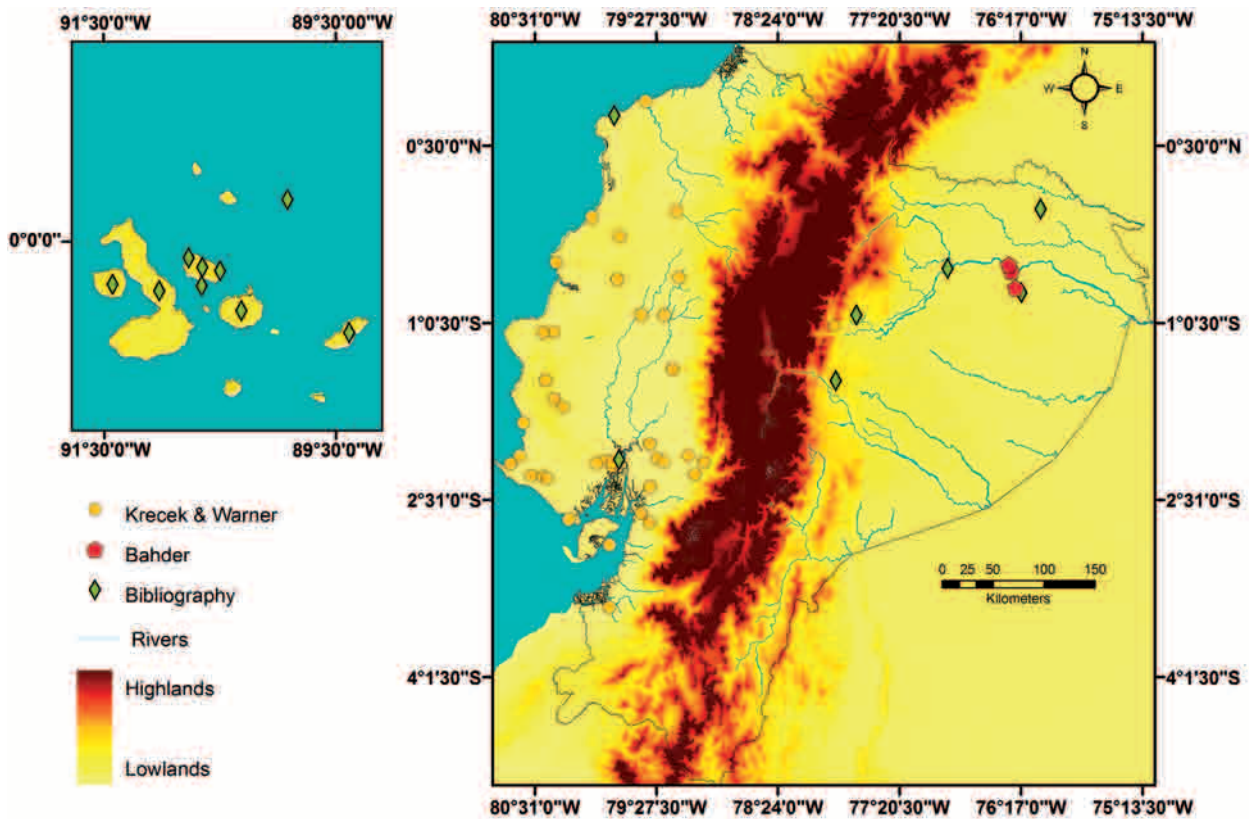 91°30'0"W 89°30'0"W
0°0'0"
91°30'0"W 89°30'0"W
80°31'0"W 79°27'30"W 78°24'0"W 77°20'30"W 76°17'0"W 75°13'30"W
N
W E
S
0°30'0"N 0°30'0"N
1°0'30"S 1°0'30"S
2°31'0"S 2°31'0"S
4°1'30"S 4°1'30"S
0 25 50 100 150
Kilometers
80°31'0"W 79°27'30"W 78°24'0"W 77°20'30"W 76°17'0"W 75°13'30"W
Krecek & Warner
Bahder
Bibliography
Rivers
Highlands
Lowlands